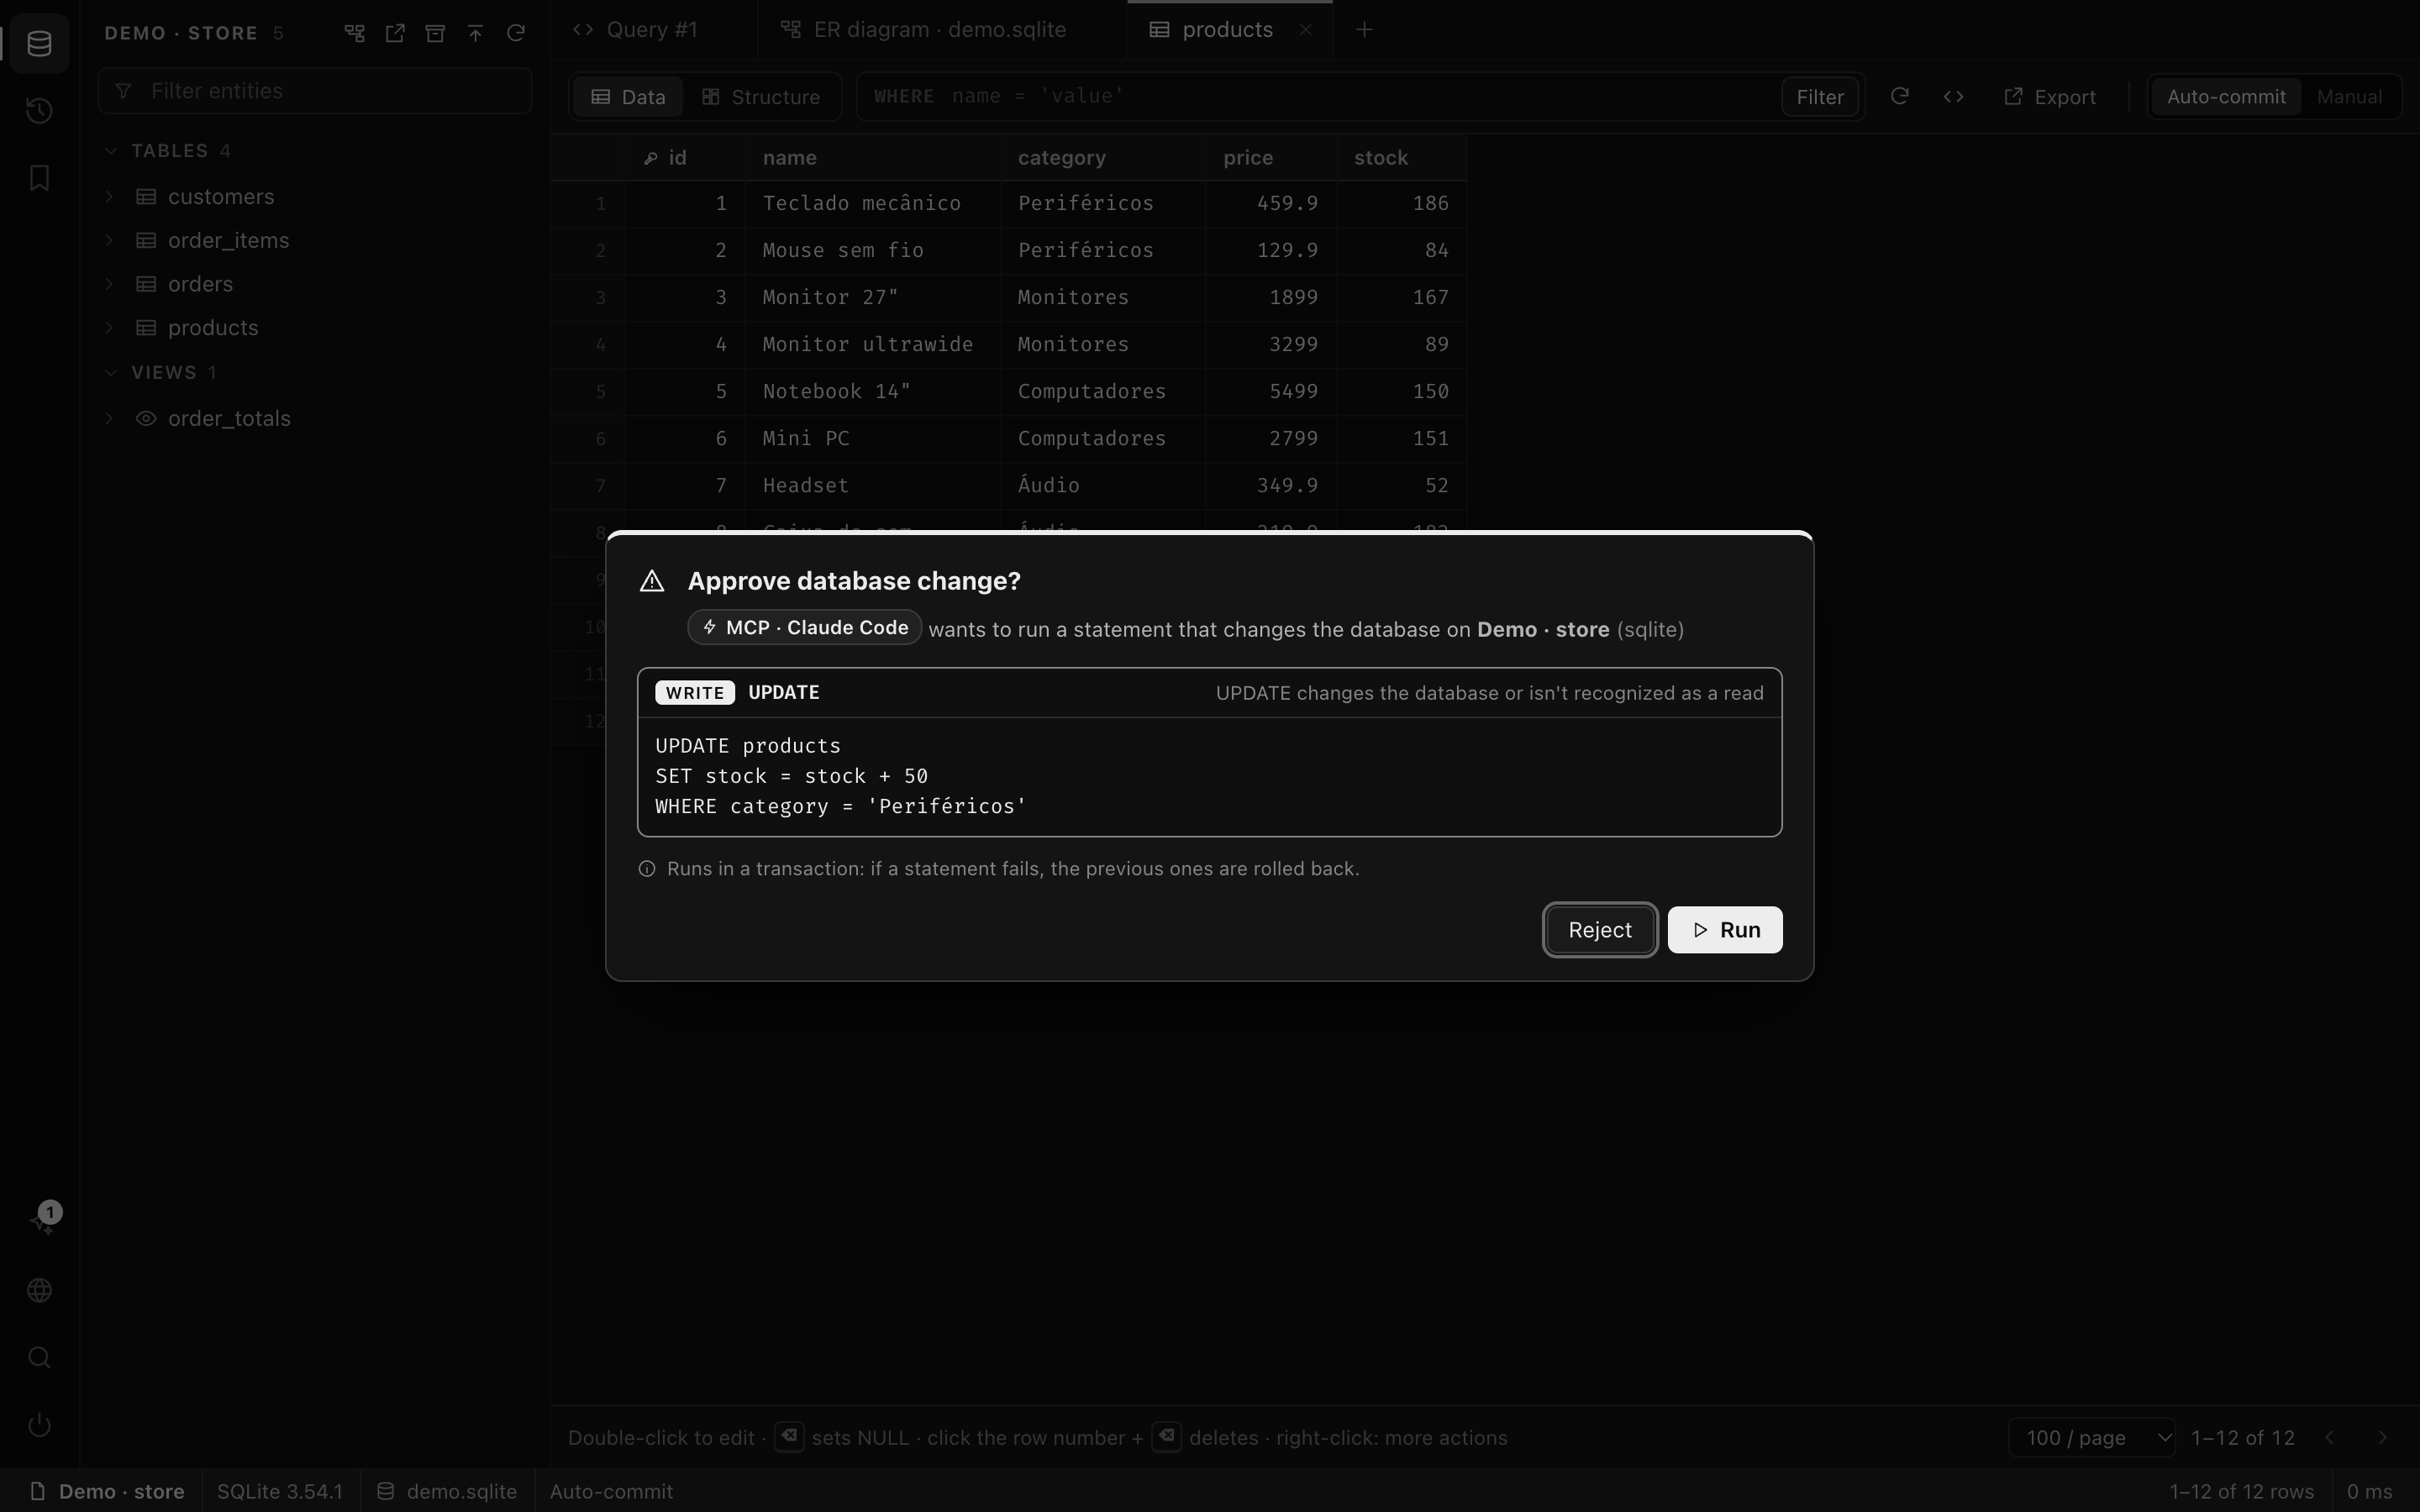 DEMO · STORE 5
Filter entities
TABLES 4
customers
order_items
orders
products
VIEWS 1
order_totals
1
Query #1
ER diagram · demo.sqlite
products
Data
Structure
WHERE name = 'value'
Filter
Export
Auto-commit
Manual
id name category price stock
1 1 Teclado mecânico Periféricos 459.9 186
2 2 Mouse sem fio Periféricos 129.9 84
3 3 Monitor 27" Monitores 1899 167
4 4 Monitor ultrawide Monitores 3299 89
5 5 Notebook 14" Computadores 5499 150
6 6 Mini PC Computadores 2799 151
7 7 Headset Áudio 349.9 52
8 8 Áudio
9
10
11
12
Approve database change?
MCP · Claude Code wants to run a statement that changes the database on Demo · store (sqlite)
WRITE UPDATE UPDATE changes the database or isn't recognized as a read
UPDATE products
SET stock = stock + 50
WHERE category = 'Periféricos'
Runs in a transaction: if a statement fails, the previous ones are rolled back.
Reject
Run
Double-click to edit · sets NULL · click the row number + deletes · right-click: more actions
100 / page
1–12 of 12
Demo · store
SQLite 3.54.1
demo.sqlite
Auto-commit
1–12 of 12 rows
0 ms